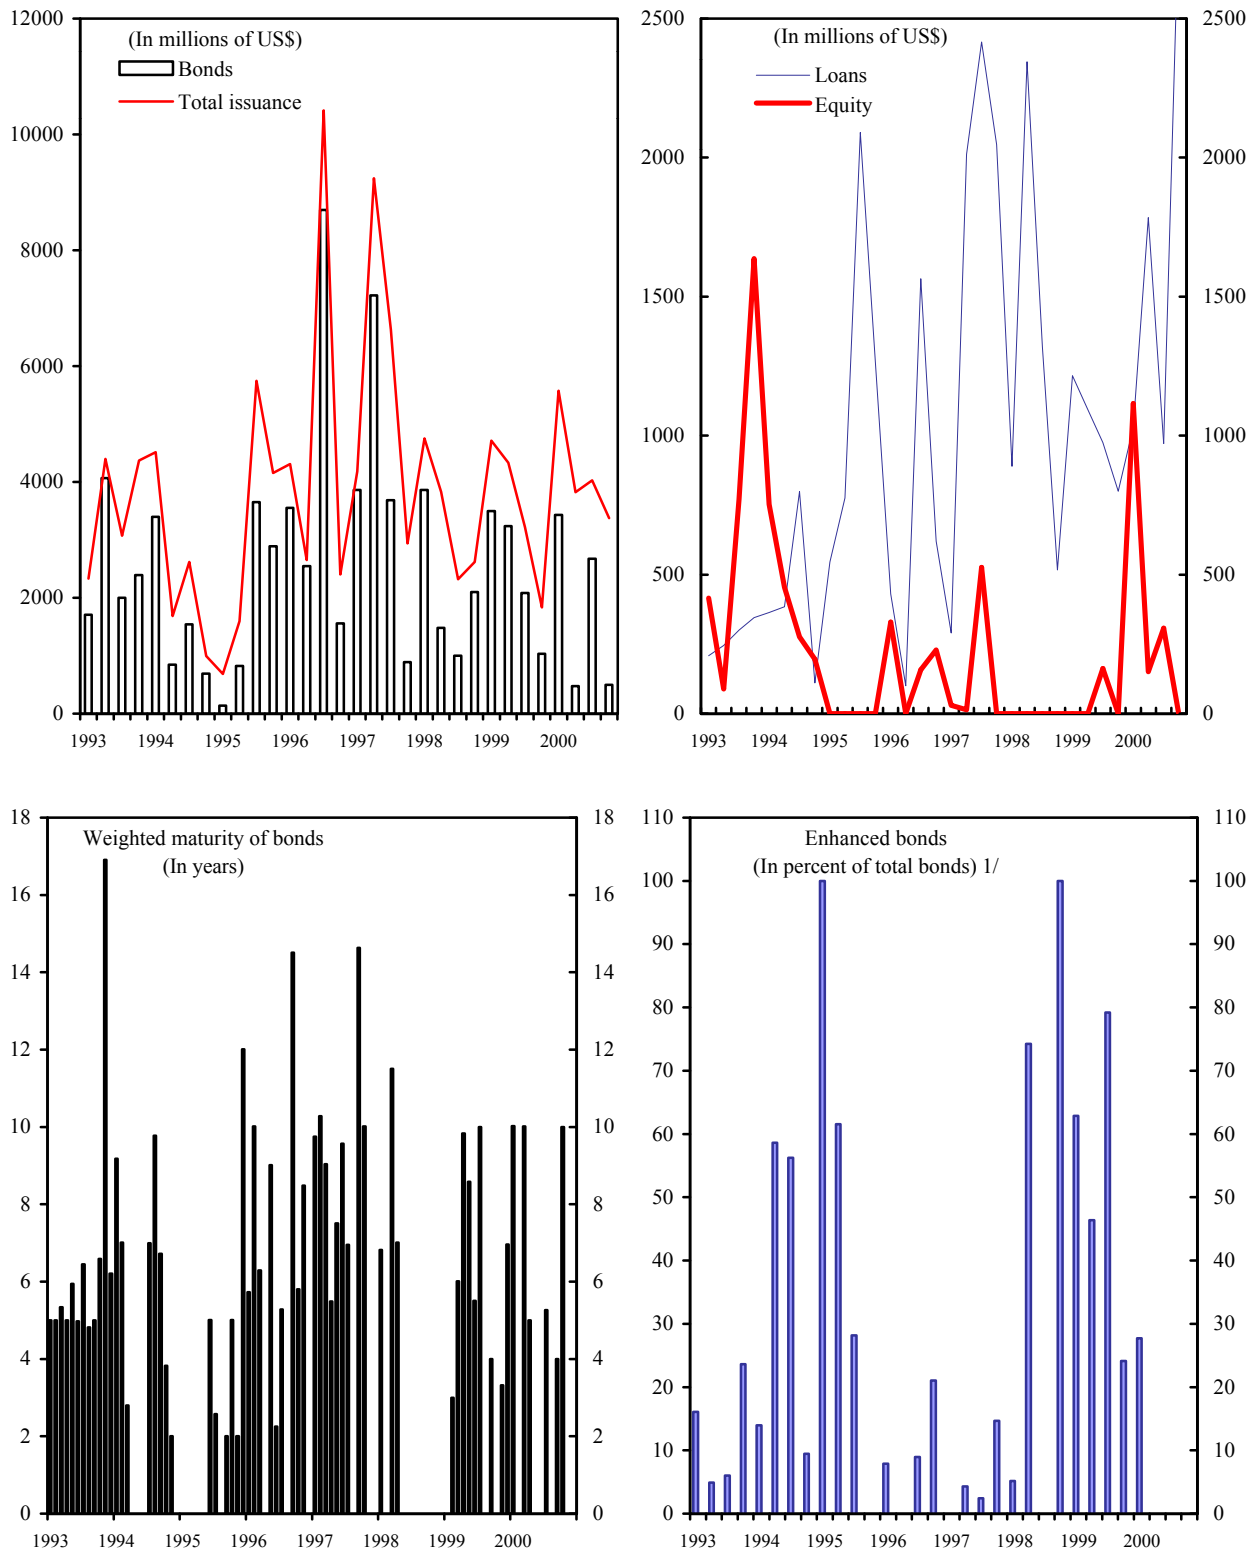 (In millions of US$)
Bonds
Total issuance
12000
10000
8000
6000
4000
2000
0
1993 1994 1995 1996 1997 1998 1999 2000
(In millions of US$)
Loans
Equity
2500 2500
2000 2000
1500 1500
1000 1000
500 500
0 0
1993 1994 1995 1996 1997 1998 1999 2000
Weighted maturity of bonds
(In years)
18 18
16 16
14 14
12 12
10 10
8 8
6 6
4 4
2 2
0 0
1993 1994 1995 1996 1997 1998 1999 2000
Enhanced bonds
(In percent of total bonds) 1/
110 110
100 100
90 90
80 80
70 70
60 60
50 50
40 40
30 30
20 20
10 10
0 0
1993 1994 1995 1996 1997 1998 1999 2000